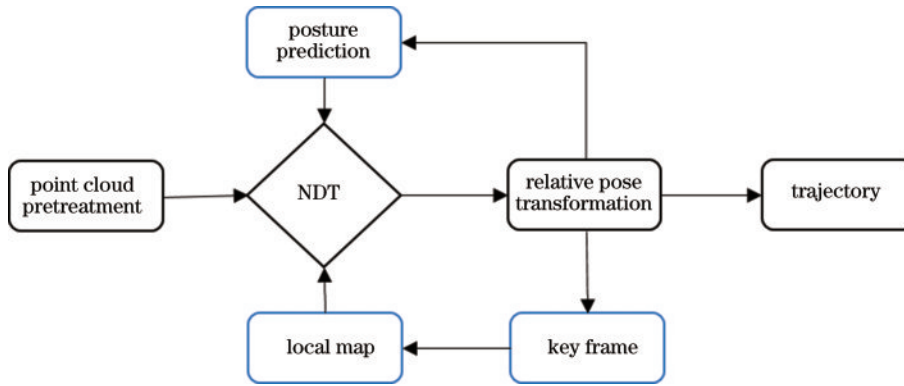 posture
prediction
point cloud
pretreatment
NDT
relative pose
transformation
trajectory
local map
key frame